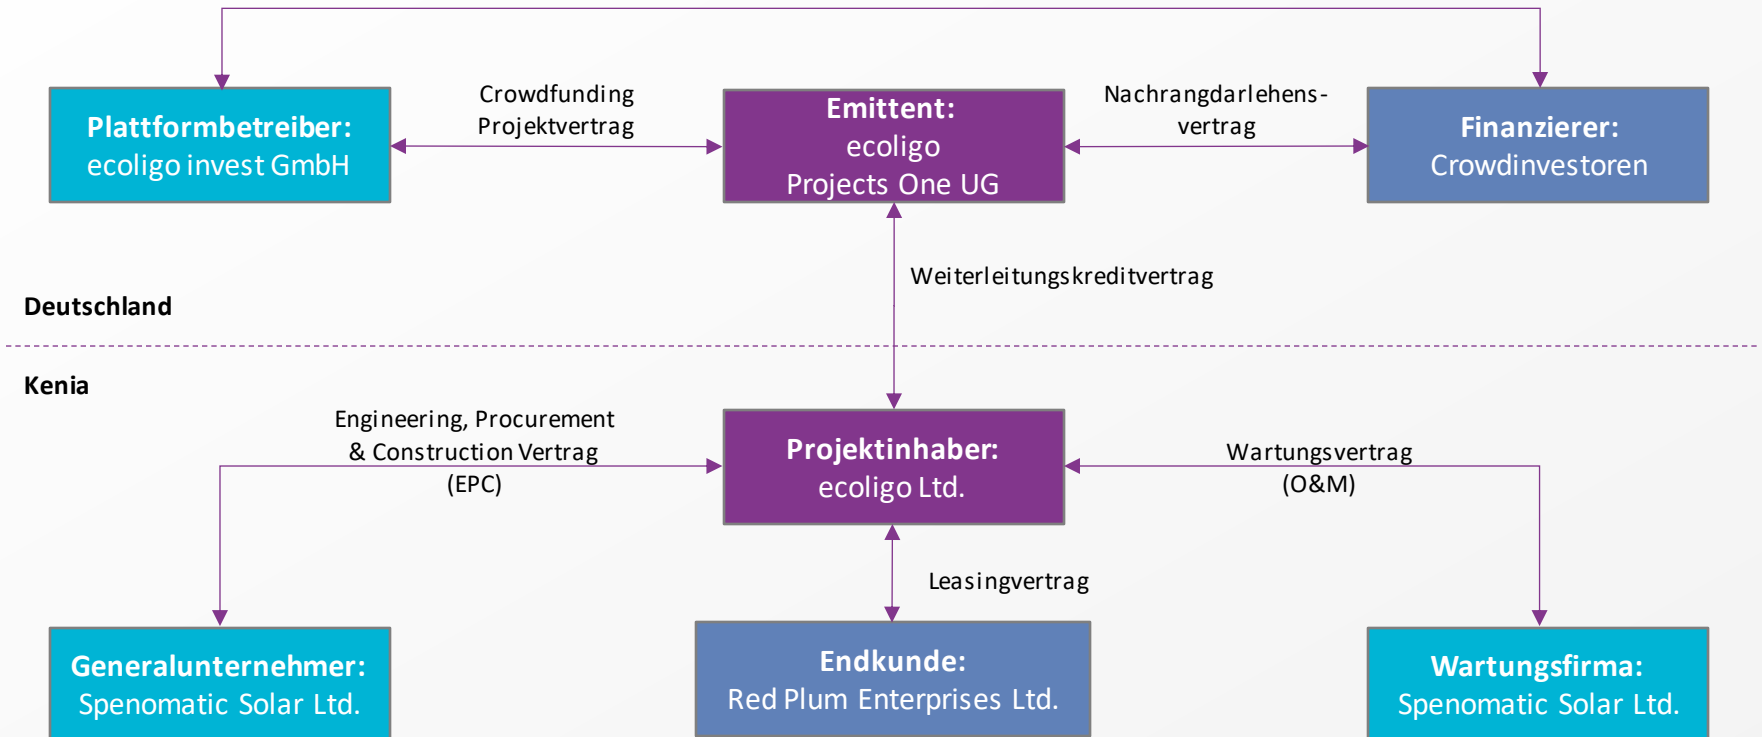 Plattformbetreiber:
ecoligo invest GmbH
Crowdfunding
Projektvertrag
Emittent:
ecoligo
Projects One UG
Nachrangdarlehens-
vertrag
Finanzierer:
Crowdinvestoren
Weiterleitungskreditvertrag
Deutschland
Kenia
Engineering, Procurement
& Construction Vertrag
(EPC)
Projektinhaber:
ecoligo Ltd.
Wartungsvertrag
(O&M)
Leasingvertrag
Generalunternehmer:
Spenomatic Solar Ltd.
Endkunde:
Red Plum Enterprises Ltd.
Wartungsfirma:
Spenomatic Solar Ltd.